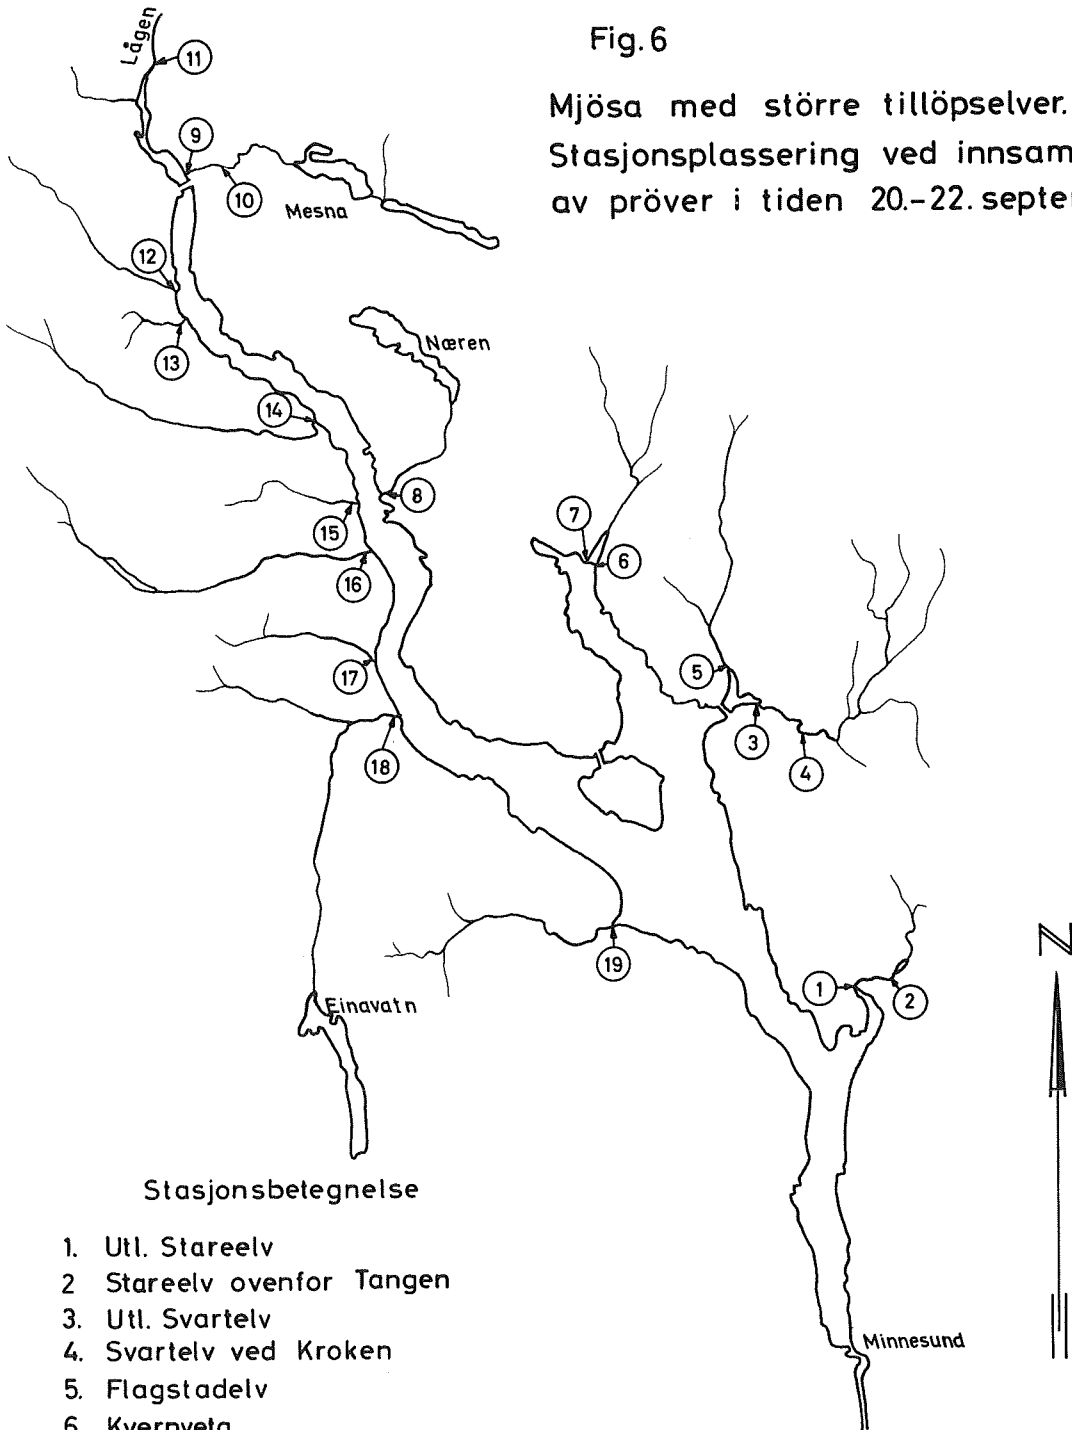 Fig. 6
Mjösa med större tillöpselver.
Stasjonsplassering ved innsam
av pröver i tiden 20.-22. septe
Lågen
11
9
10
Mesna
12
13
Næren
14
8
15
7
6
16
5
17
3
4
18
19
N
1
2
Einavatn
Minnesund
Stasjonsbetegnelse
1. Utl. Stareelv
2 Stareelv ovenfor Tangen
3. Utl. Svartelv
4. Svartelv ved Kroken
5. Flagstadelv
6 Kvernveta